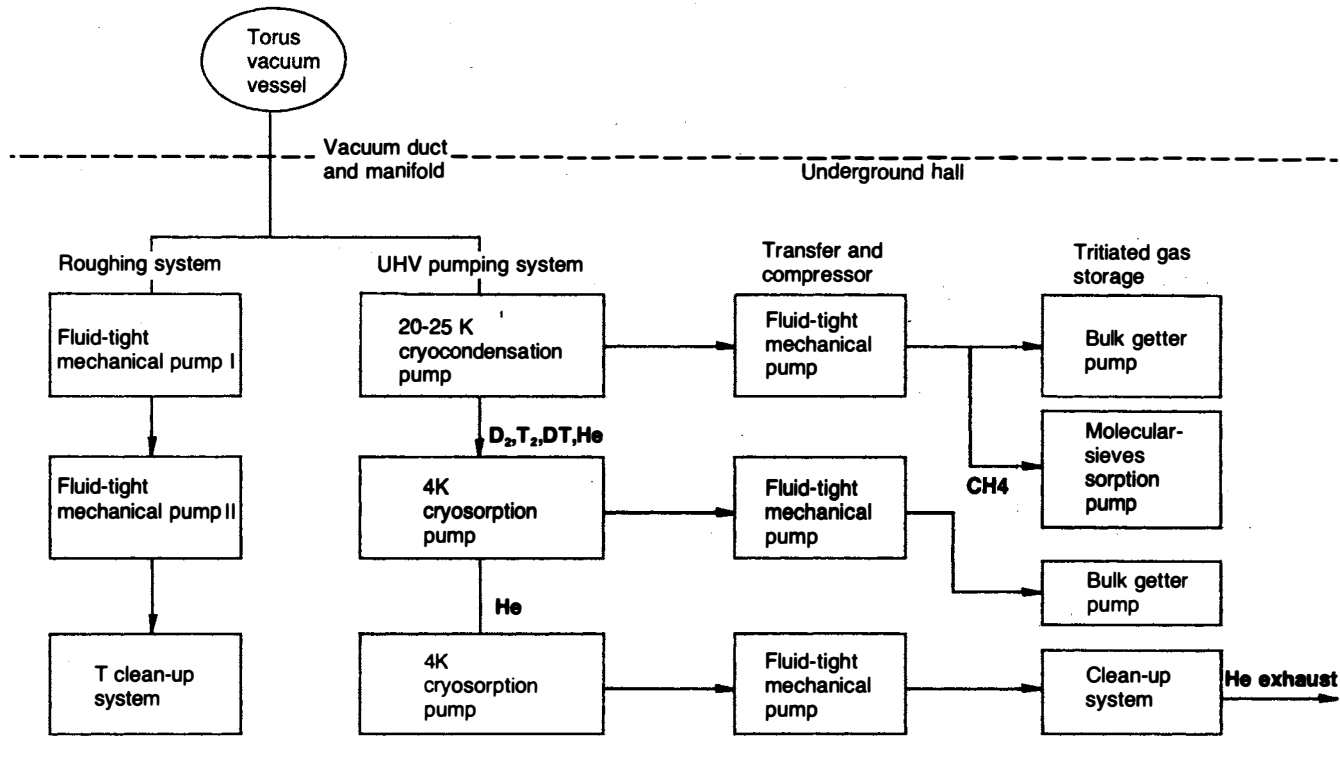 Torus
vacuum
vessel
Vacuum duct
and manifold
Underground hall
Roughing system
UHV pumping system
Transfer and
compressor
Tritiated gas
storage
Fluid-tight
mechanical pump I
20-25 K
cryocondensation
pump
Fluid-tight
mechanical
pump
Bulk getter
pump
D₂,T₂,DT,He
Molecular-
sieves
sorption
pump
CH4
Fluid-tight
mechanical pump II
4K
cryosorption
pump
Fluid-tight
mechanical
pump
Bulk getter
pump
He
T clean-up
system
4K
cryosorption
pump
Fluid-tight
mechanical
pump
Clean-up
system
He exhaust